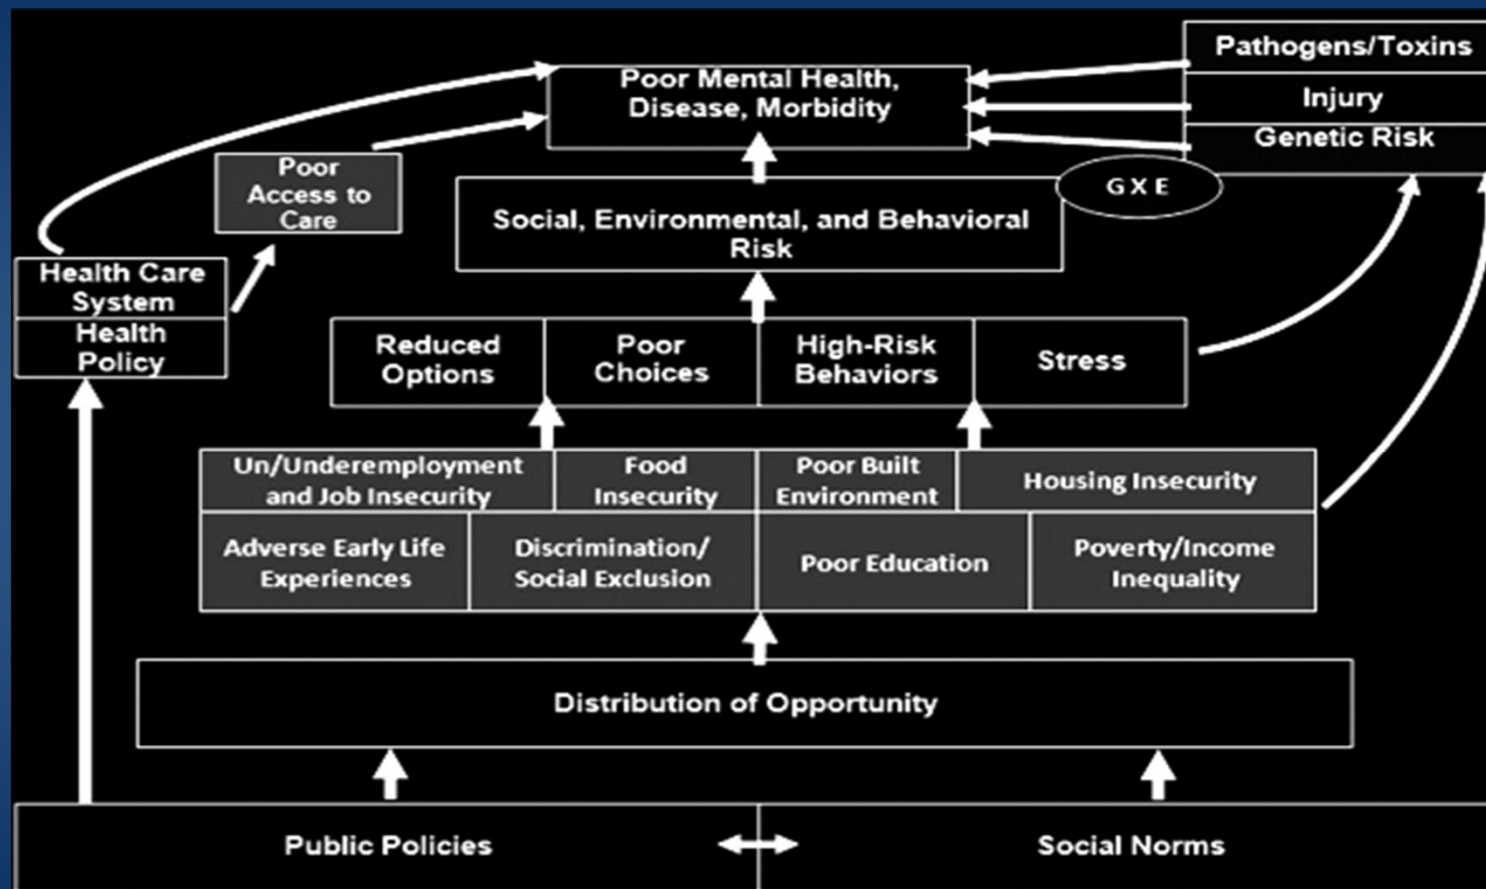 Pathogens/Toxins
Injury
Genetic Risk
Poor Mental Health,
Disease, Morbidity
G X E
Poor
Access to
Care
Social, Environmental, and Behavioral
Risk
Health Care
System
Health
Policy
Reduced
Options
Poor
Choices
High-Risk
Behaviors
Stress
Un/Underemployment
and Job Insecurity
Food
Insecurity
Poor Built
Environment
Housing Insecurity
Adverse Early Life
Experiences
Discrimination/
Social Exclusion
Poor Education
Poverty/Income
Inequality
Distribution of Opportunity
Public Policies
Social Norms